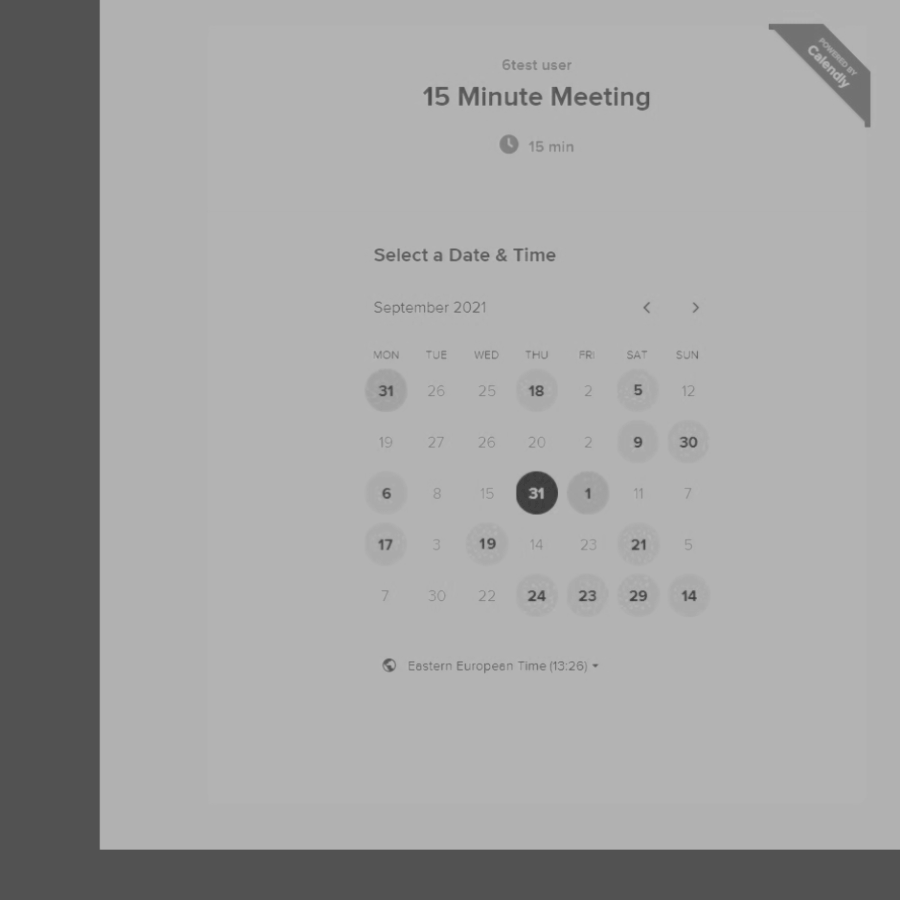 POWERED BY
Calendly
6test user
15 Minute Meeting
15 min
Select a Date & Time
September 2021
MON TUE WED THU FRI SAT SUN
31 26 25 18 2 5 12
19 27 26 20 2 9 30
6 8 15 31 1 11 7
17 3 19 14 23 21 5
7 30 22 24 23 29 14
Eastern European Time (13:26)